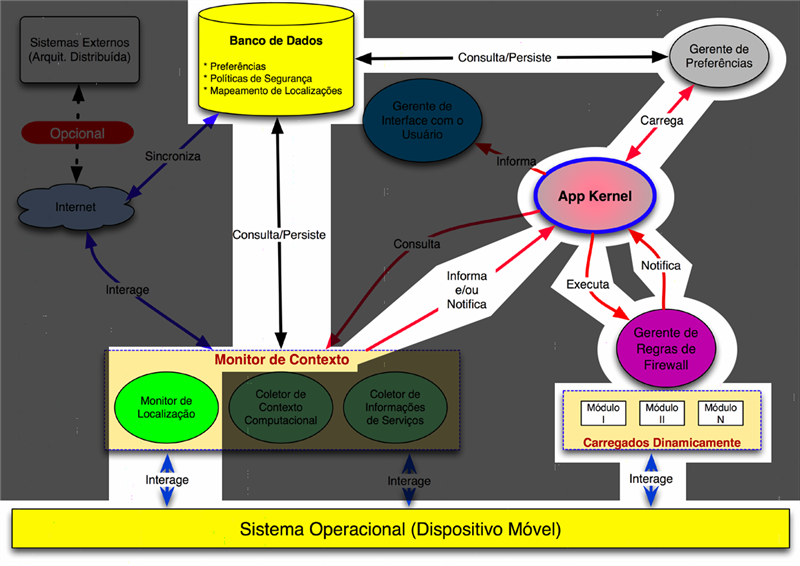 Sistemas Externos
(Arquit. Distribuída)
Opcional
Internet
Sincroniza
Interage
Banco de Dados
* Preferências
* Políticas de Segurança
* Mapeamento de Localizações
Consulta/Persiste
Gerente de
Preferências
Gerente de
Interface com o
Usuário
Carrega
Informa
App Kernel
Consulta/Persiste
Consulta
Informa
e/ou
Notifica
Executa
Notifica
Gerente de
Regras de
Firewall
Monitor de Contexto
Monitor de
Localização
Coletor de
Contexto
Computacional
Coletor de
Informações
de Serviços
Módulo
I
Módulo
II
Módulo
N
Carregados Dinamicamente
Interage
Interage
Interage
Sistema Operacional (Dispositivo Móvel)